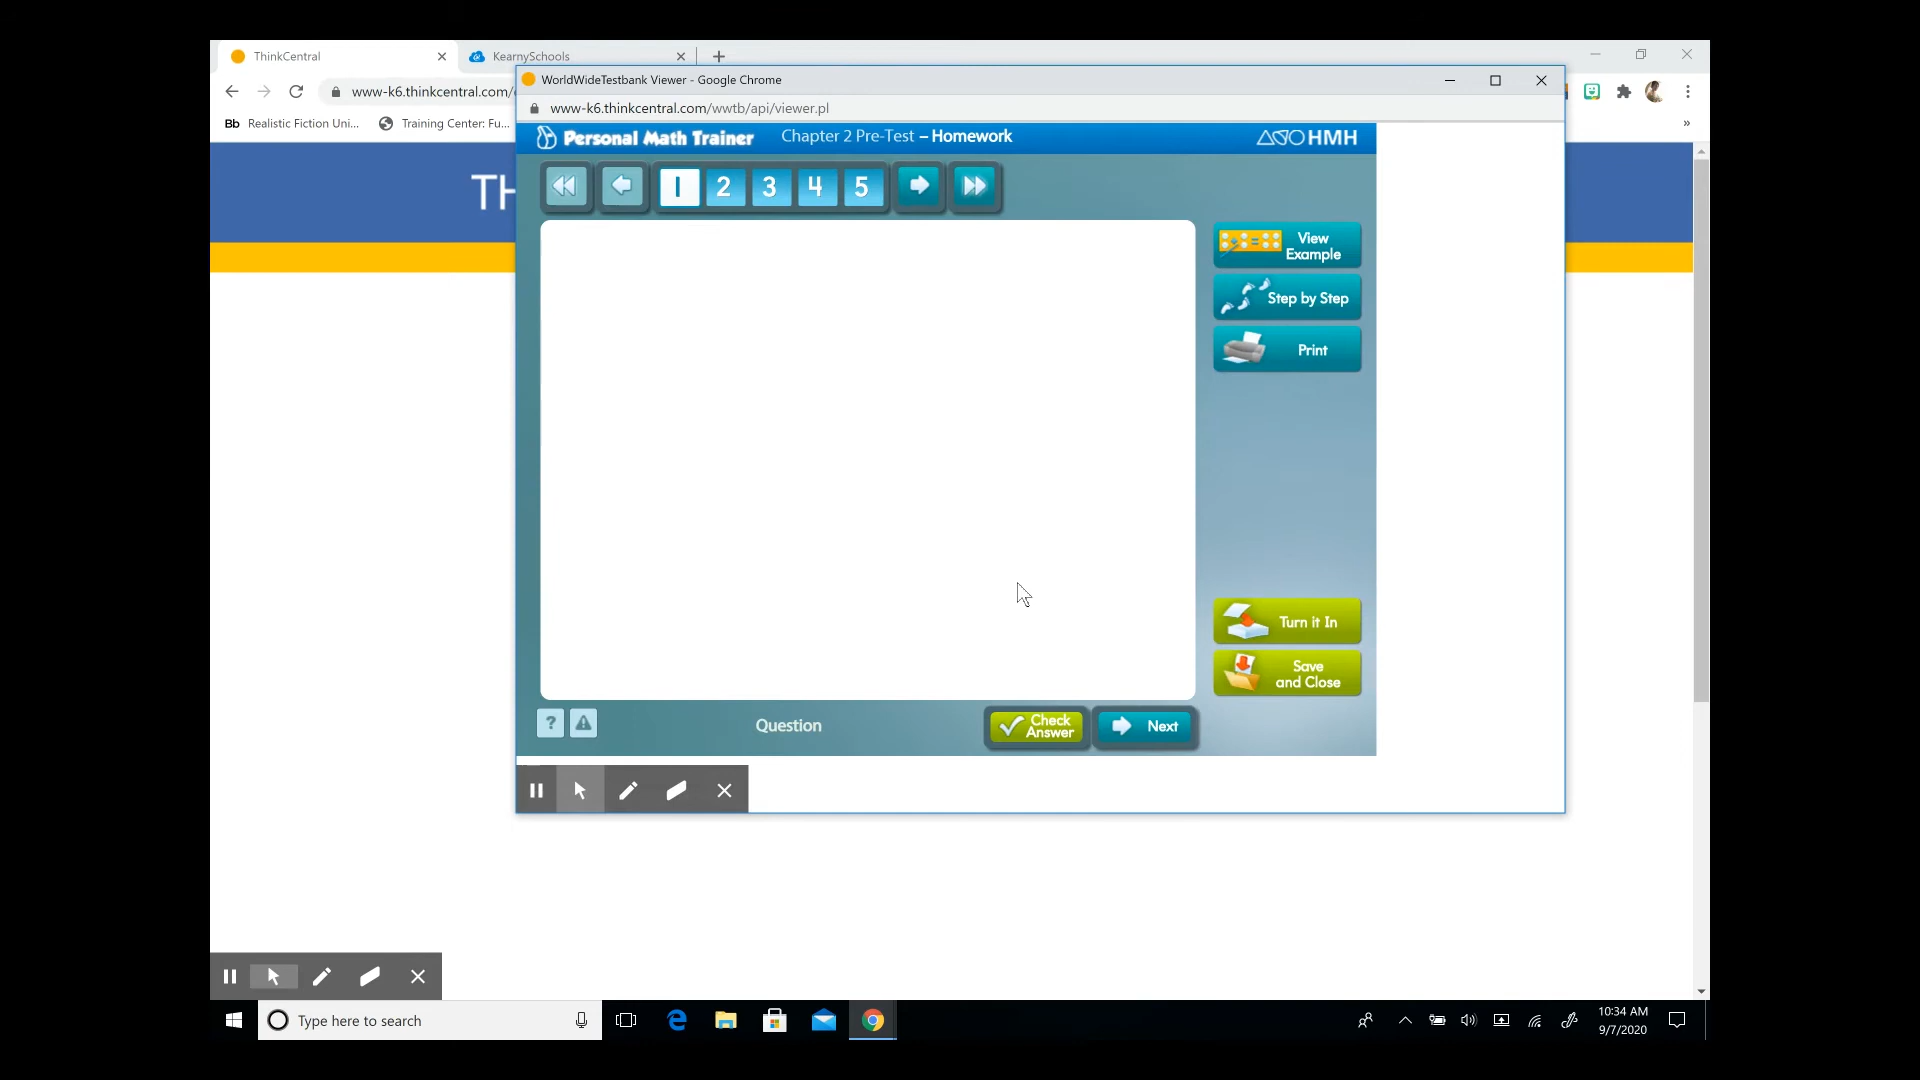 ThinkCentral
KearnySchools
WorldWideTestbank Viewer - Google Chrome
www-k6.thinkcentral.com/
www-k6.thinkcentral.com/wwtb/api/viewer.pl
Bb Realistic Fiction Uni...
Training Center: Fu...
»
Personal Math Trainer
Chapter 2 Pre-Test – Homework
HMH
TH
1 2 3 4 5
View
Example
Step by Step
Print
Turn it In
Save
and Close
?
Question
Check
Answer
Next
Type here to search
10:34 AM
9/7/2020